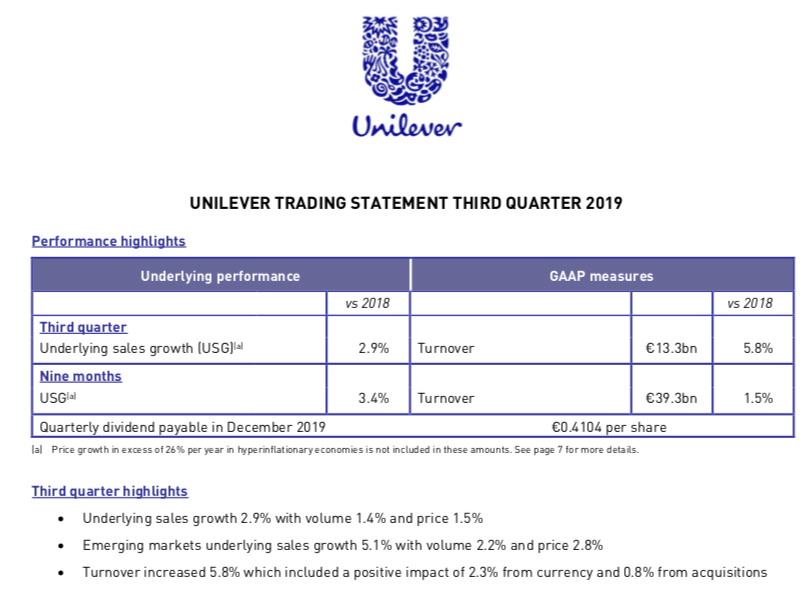 Unilever
UNILEVER TRADING STATEMENT THIRD QUARTER 2019
Performance highlights
Underlying performance GAAP measures
vs 2018 vs 2018
Third quarter
Underlying sales growth (USG)(a) 2.9% Turnover €13.3bn 5.8%
Nine months
USG(a) 3.4% Turnover €39.3bn 1.5%
Quarterly dividend payable in December 2019 €0.4104 per share
(a) Price growth in excess of 26% per year in hyperinflationary economies is not included in these amounts. See page 7 for more details.
Third quarter highlights
• Underlying sales growth 2.9% with volume 1.4% and price 1.5%
• Emerging markets underlying sales growth 5.1% with volume 2.2% and price 2.8%
• Turnover increased 5.8% which included a positive impact of 2.3% from currency and 0.8% from acquisitions